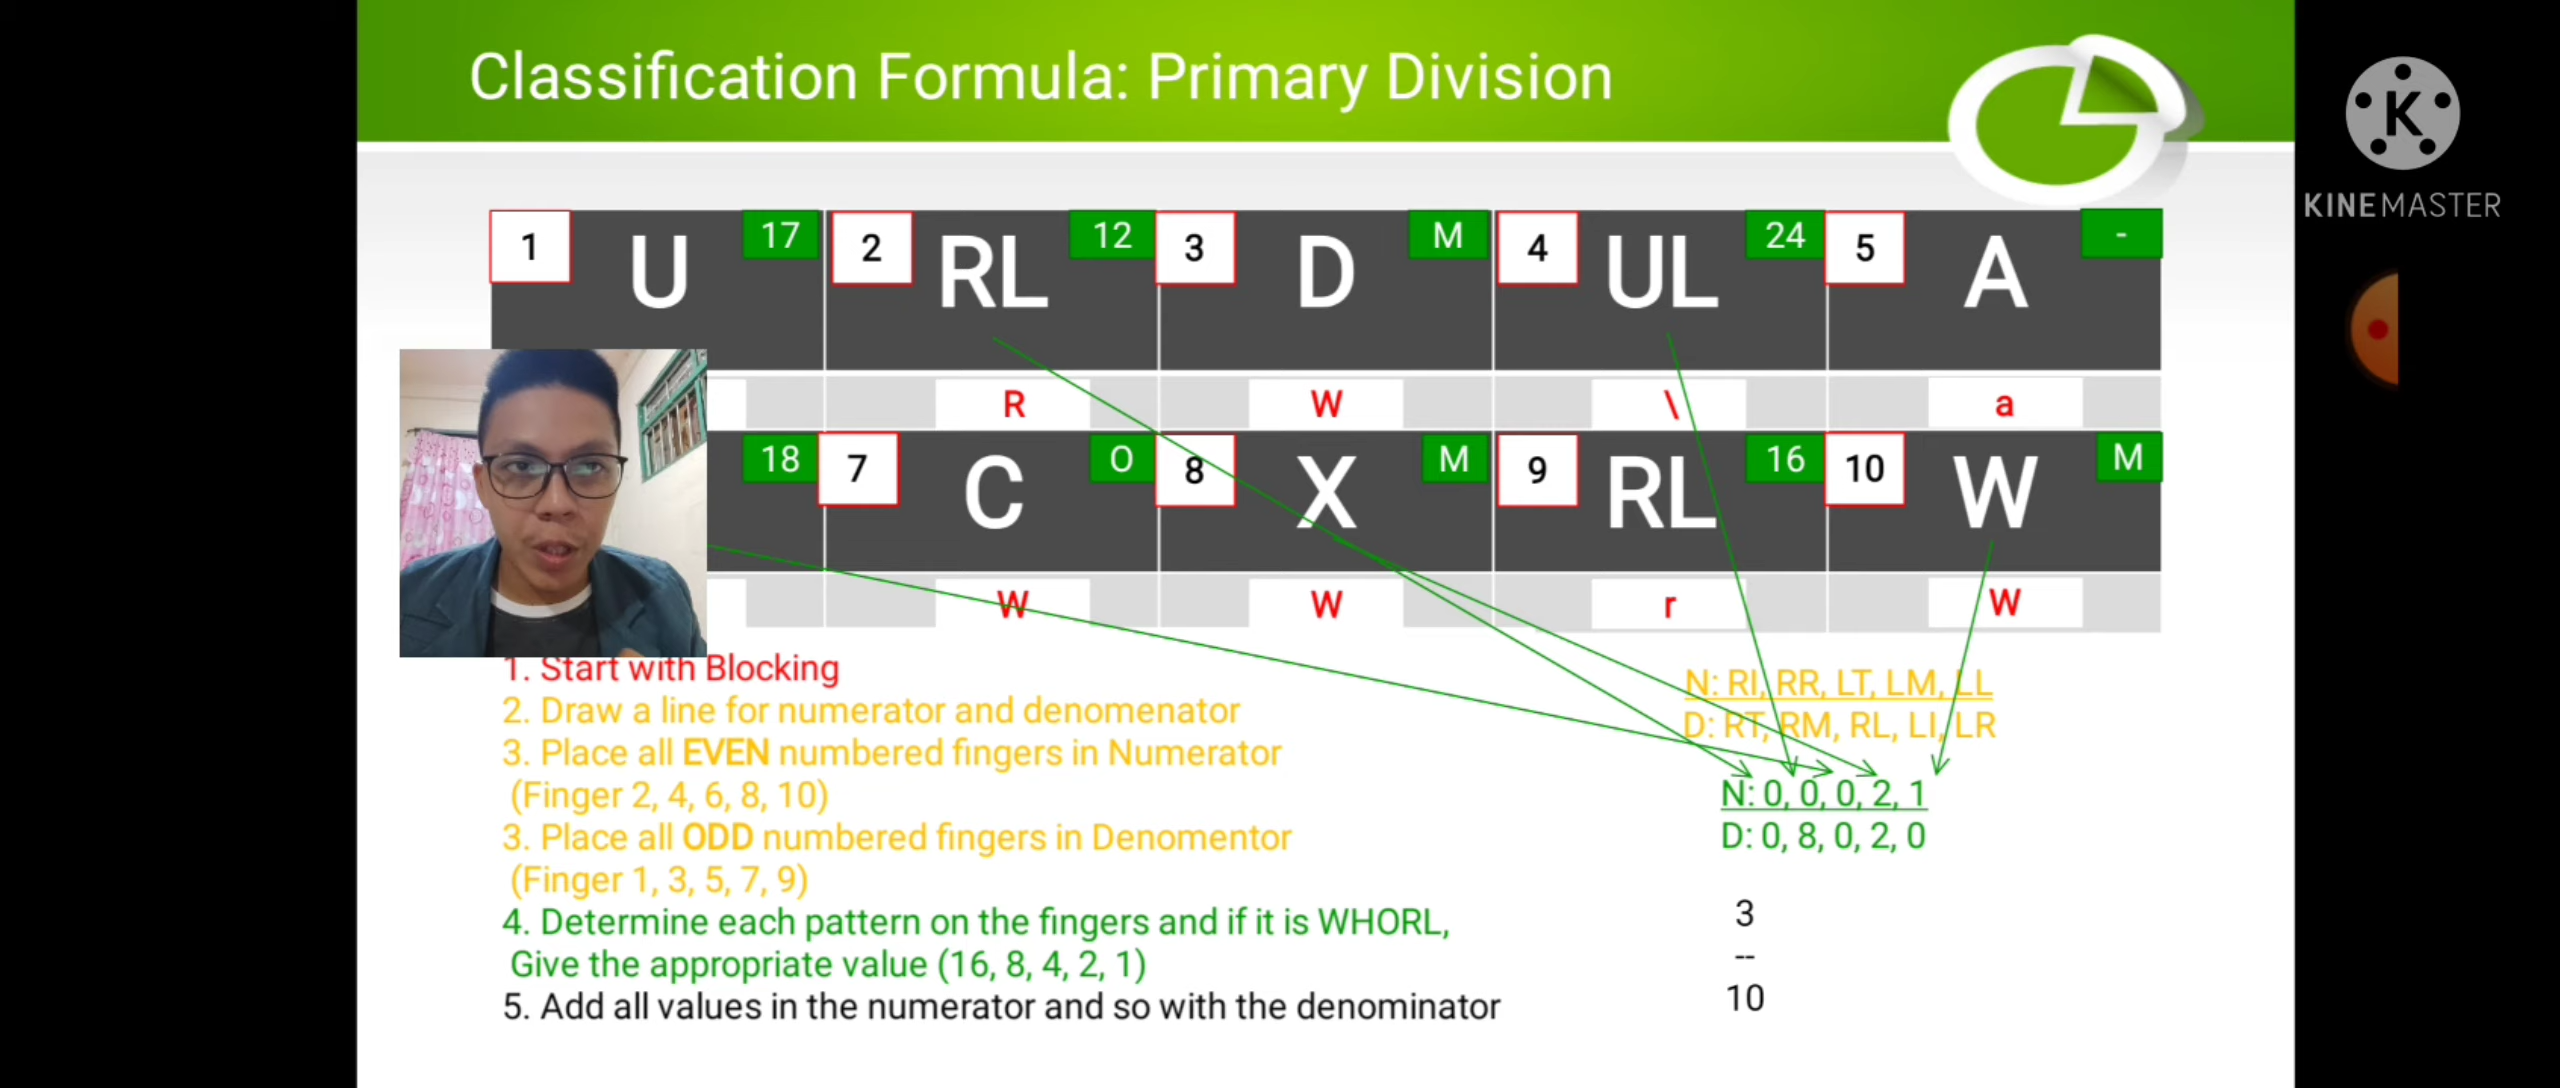 Classification Formula: Primary Division
K
KINEMASTER
1 U 17 2 RL 12 3 D M 4 UL 24 5 A -
R W \ a
18 7 C O 8 X M 9 RL 16 10 W M
W W r W
1. Start with Blocking
2. Draw a line for numerator and denomenator
3. Place all EVEN numbered fingers in Numerator
(Finger 2, 4, 6, 8, 10)
3. Place all ODD numbered fingers in Denomentor
(Finger 1, 3, 5, 7, 9)
4. Determine each pattern on the fingers and if it is WHORL,
Give the appropriate value (16, 8, 4, 2, 1)
5. Add all values in the numerator and so with the denominator
N: RI, RR, LT, LM, LL
D: RT, RM, RL, LI, LR
N: 0, 0, 0, 2, 1
D: 0, 8, 0, 2, 0
3
--
10